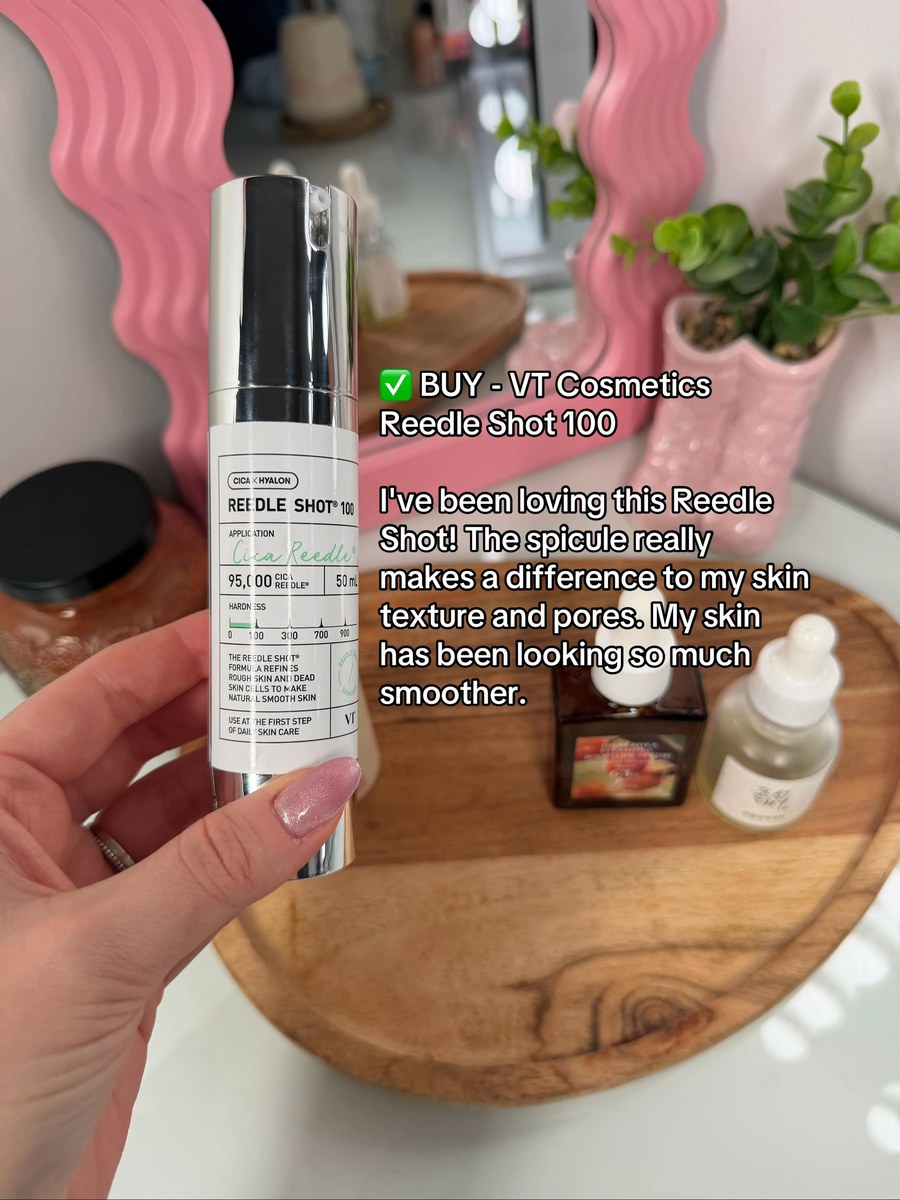 CICA × HYALON
REEDLE SHOT® 100
APPLICATION
Cica Reedle®
95,000 CICA REEDLE®
50 mL
HARDNESS
0 100 300 700 900
THE REEDLE SHOT®
FORMULA REFINES
ROUGH SKIN AND DEAD
SKIN CELLS TO MAKE
NATURAL SMOOTH SKIN
USE AT THE FIRST STEP
OF DAILY SKIN CARE
VT
✅ BUY - VT Cosmetics
Reedle Shot 100
I've been loving this Reedle
Shot! The spicule really
makes a difference to my skin
texture and pores. My skin
has been looking so much
smoother.